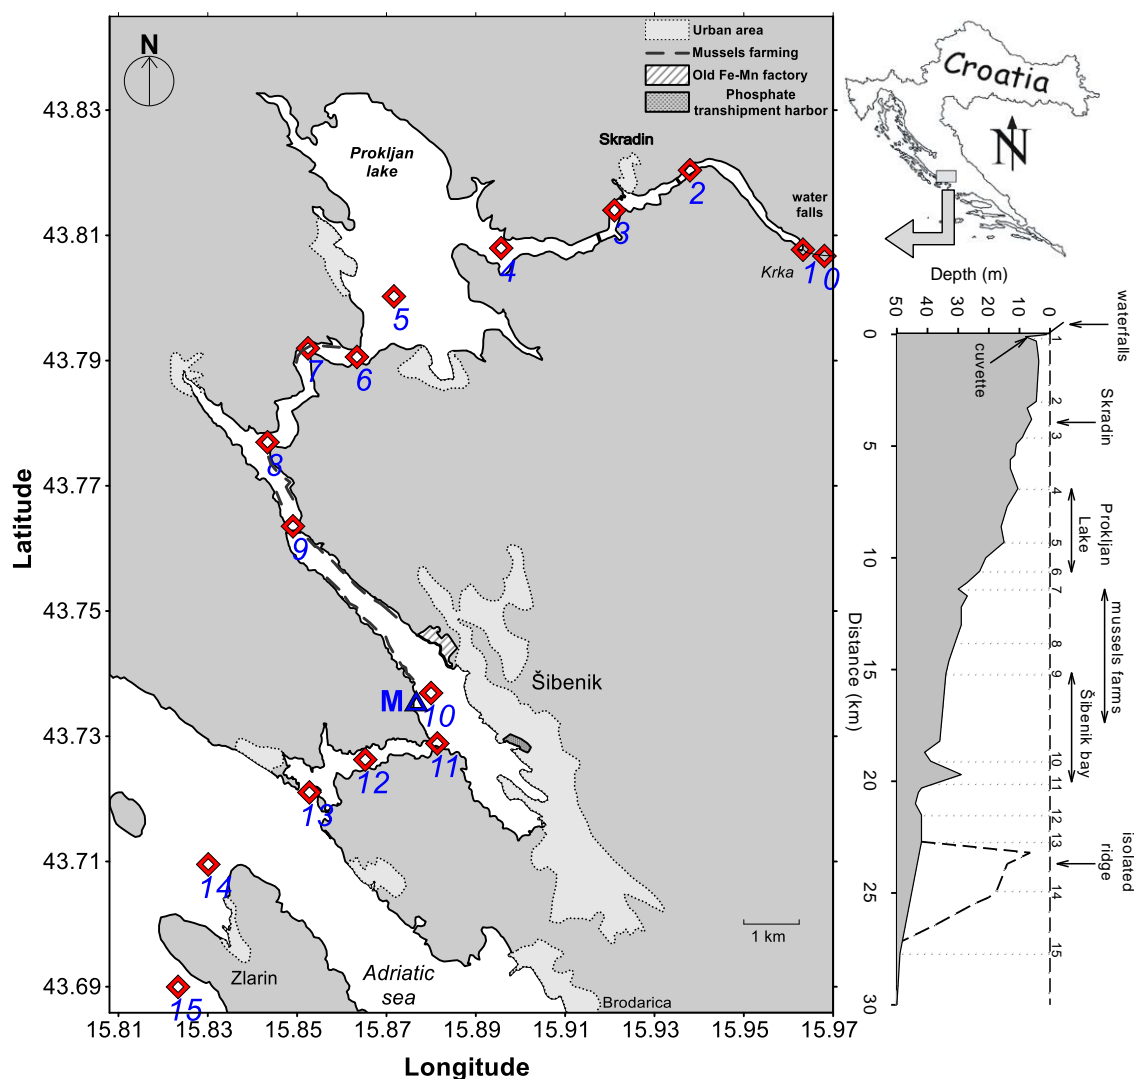 N
Urban area
Mussels farming
Old Fe-Mn factory
Phosphate
transhipment harbor
Croatia
N
43.83
43.81
43.79
43.77
43.75
43.73
43.71
43.69
Latitude
Prokljan
lake
Skradin
water
falls
Krka
0
1
2
3
4
5
6
7
8
9
10
11
12
13
14
15
M
Šibenik
Zlarin
Adriatic
sea
Brodarica
1 km
15.81
15.83
15.85
15.87
15.89
15.91
15.93
15.95
15.97
Longitude
Depth (m)
50
40
30
20
10
0
0
5
10
15
20
25
30
Distance (km)
cuvette
1
2
3
4
5
6
7
8
9
10
11
12
13
14
15
waterfalls
Skradin
Prokljan
Lake
mussels farms
Šibenik bay
isolated
ridge